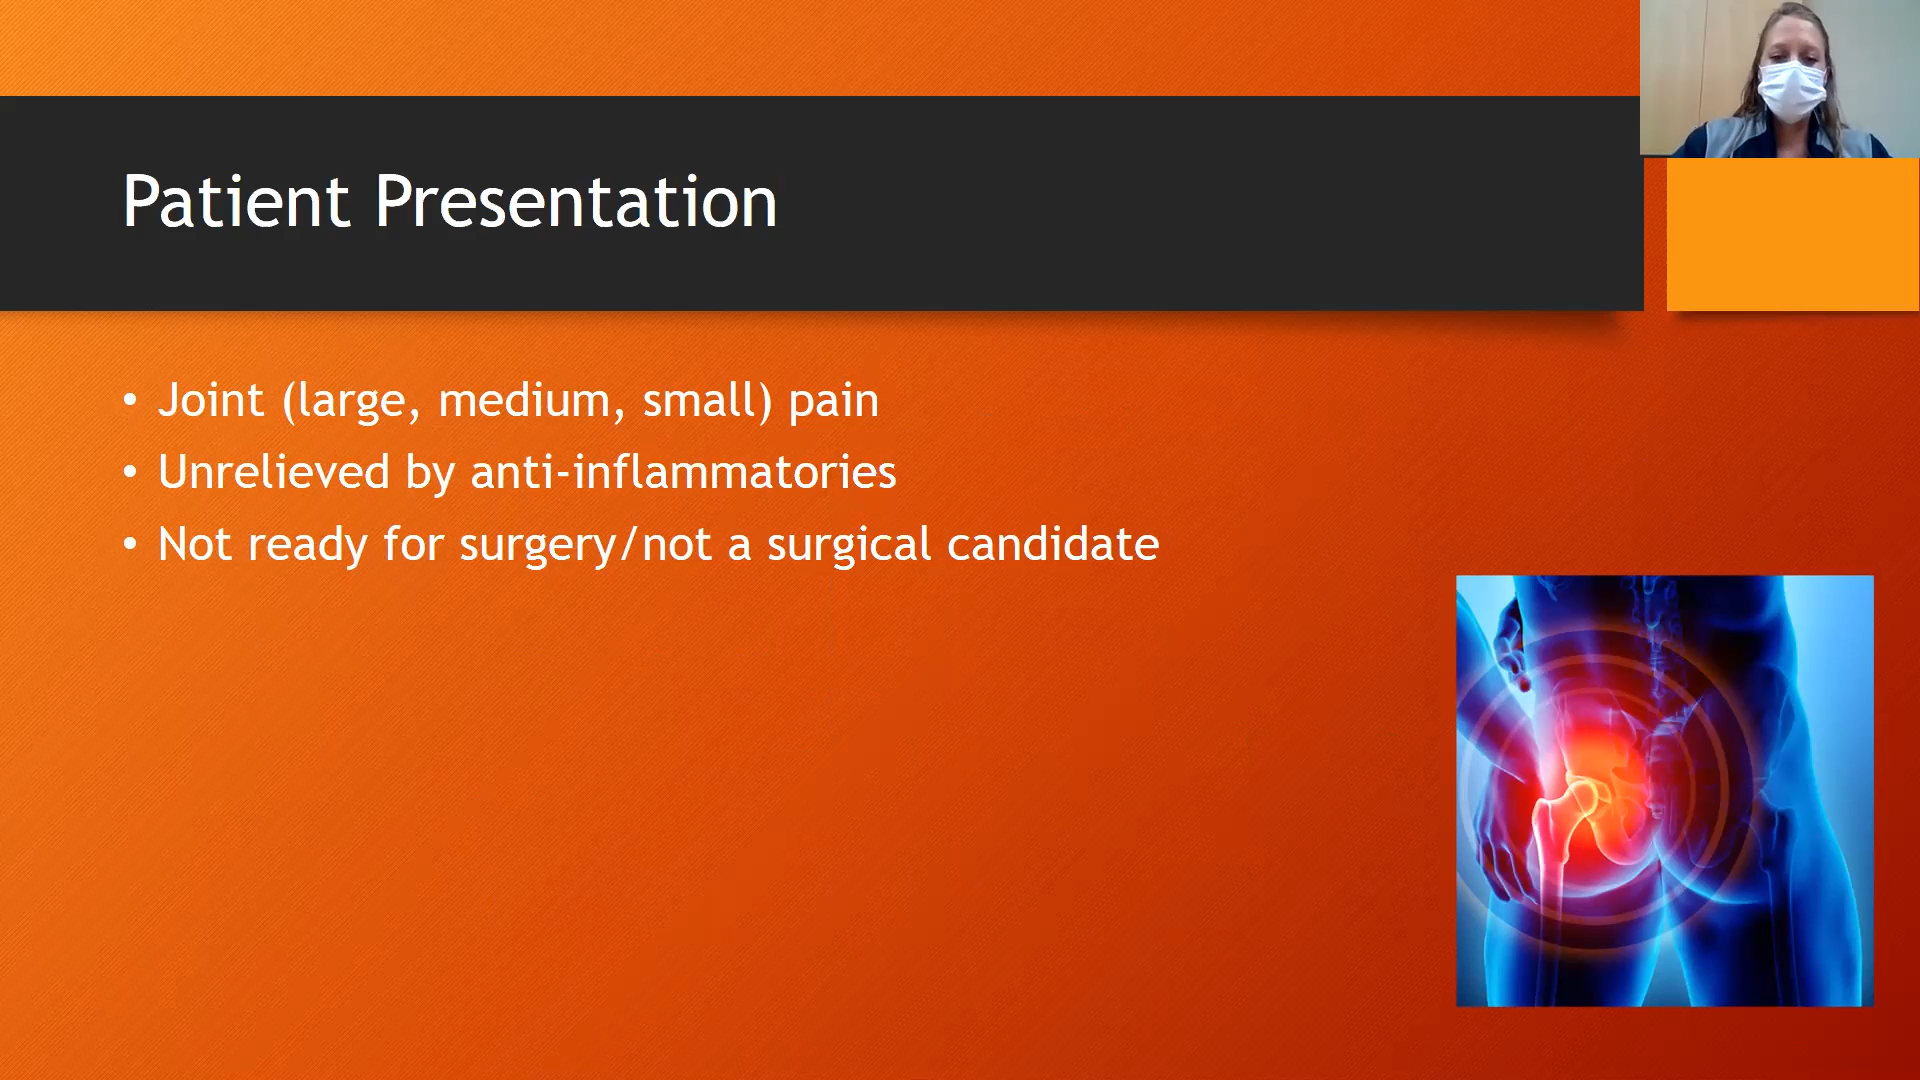 Patient Presentation
• Joint (large, medium, small) pain
• Unrelieved by anti-inflammatories
• Not ready for surgery/not a surgical candidate